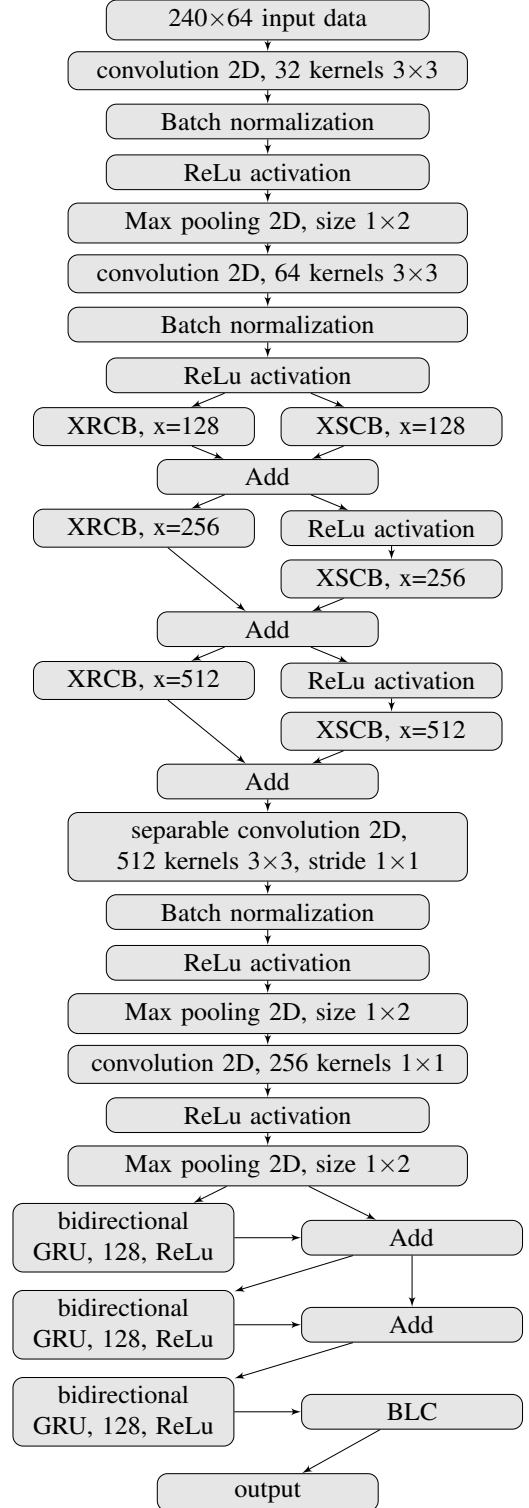 240×64 input data
convolution 2D, 32 kernels 3×3
Batch normalization
ReLu activation
Max pooling 2D, size 1×2
convolution 2D, 64 kernels 3×3
Batch normalization
ReLu activation
XRCB, x=128
XSCB, x=128
Add
XRCB, x=256
ReLu activation
XSCB, x=256
Add
XRCB, x=512
ReLu activation
XSCB, x=512
Add
separable convolution 2D,
512 kernels 3×3, stride 1×1
Batch normalization
ReLu activation
Max pooling 2D, size 1×2
convolution 2D, 256 kernels 1×1
ReLu activation
Max pooling 2D, size 1×2
bidirectional
GRU, 128, ReLu
Add
bidirectional
GRU, 128, ReLu
Add
bidirectional
GRU, 128, ReLu
BLC
output